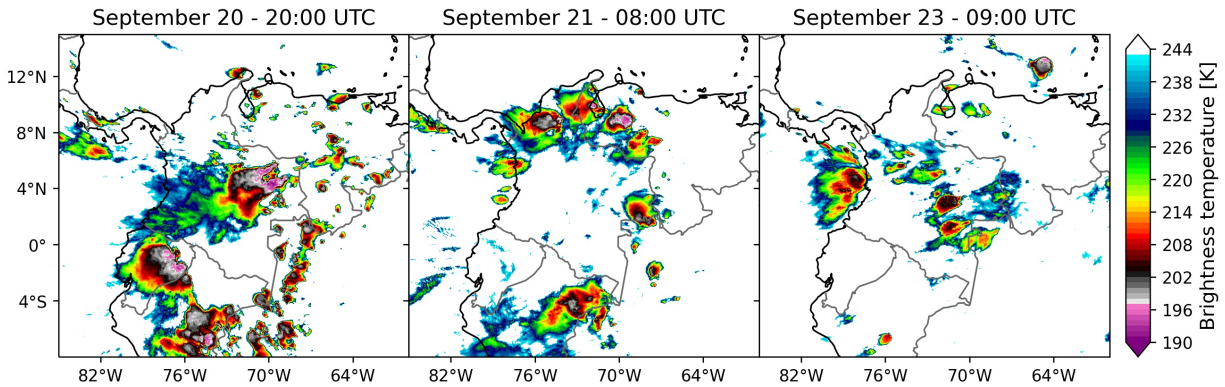 September 20 - 20:00 UTC
September 21 - 08:00 UTC
September 23 - 09:00 UTC
12°N
8°N
4°N
0°
4°S
82°W 76°W 70°W 64°W
82°W 76°W 70°W 64°W
82°W 76°W 70°W 64°W
244
238
232
226
220
214
208
202
196
190
Brightness temperature [K]